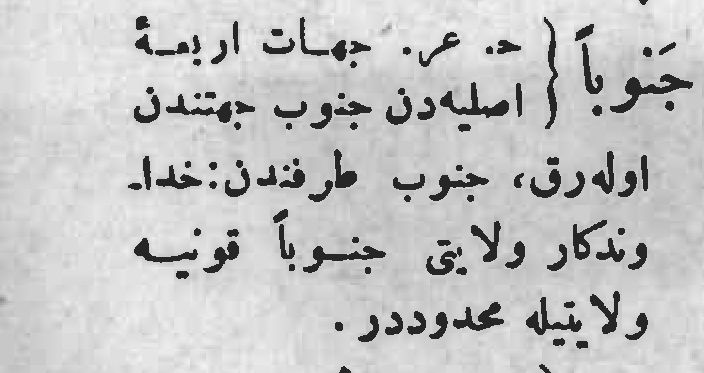 جَنوباً } ح. عر. جهات اربعهٔ
اصلیه‌دن جنوب جهتندن
اوله‌رق، جنوب طرفندن: خدا-
وندکار ولایتی جنوباً قونیه
ولایتیله محدوددر.